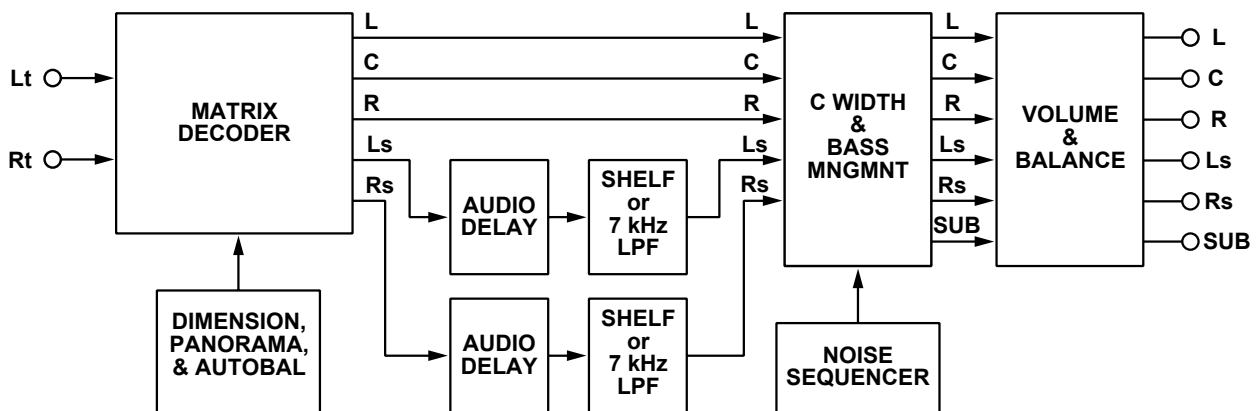 Lt
Rt
MATRIX
DECODER
L
C
R
Ls
Rs
DIMENSION,
PANORAMA,
& AUTOBAL
AUDIO
DELAY
SHELF
or
7 kHz
LPF
AUDIO
DELAY
SHELF
or
7 kHz
LPF
L
C
R
Ls
Rs
C WIDTH
&
BASS
MNGMNT
NOISE
SEQUENCER
L
C
R
Ls
Rs
SUB
VOLUME
&
BALANCE
L
C
R
Ls
Rs
SUB